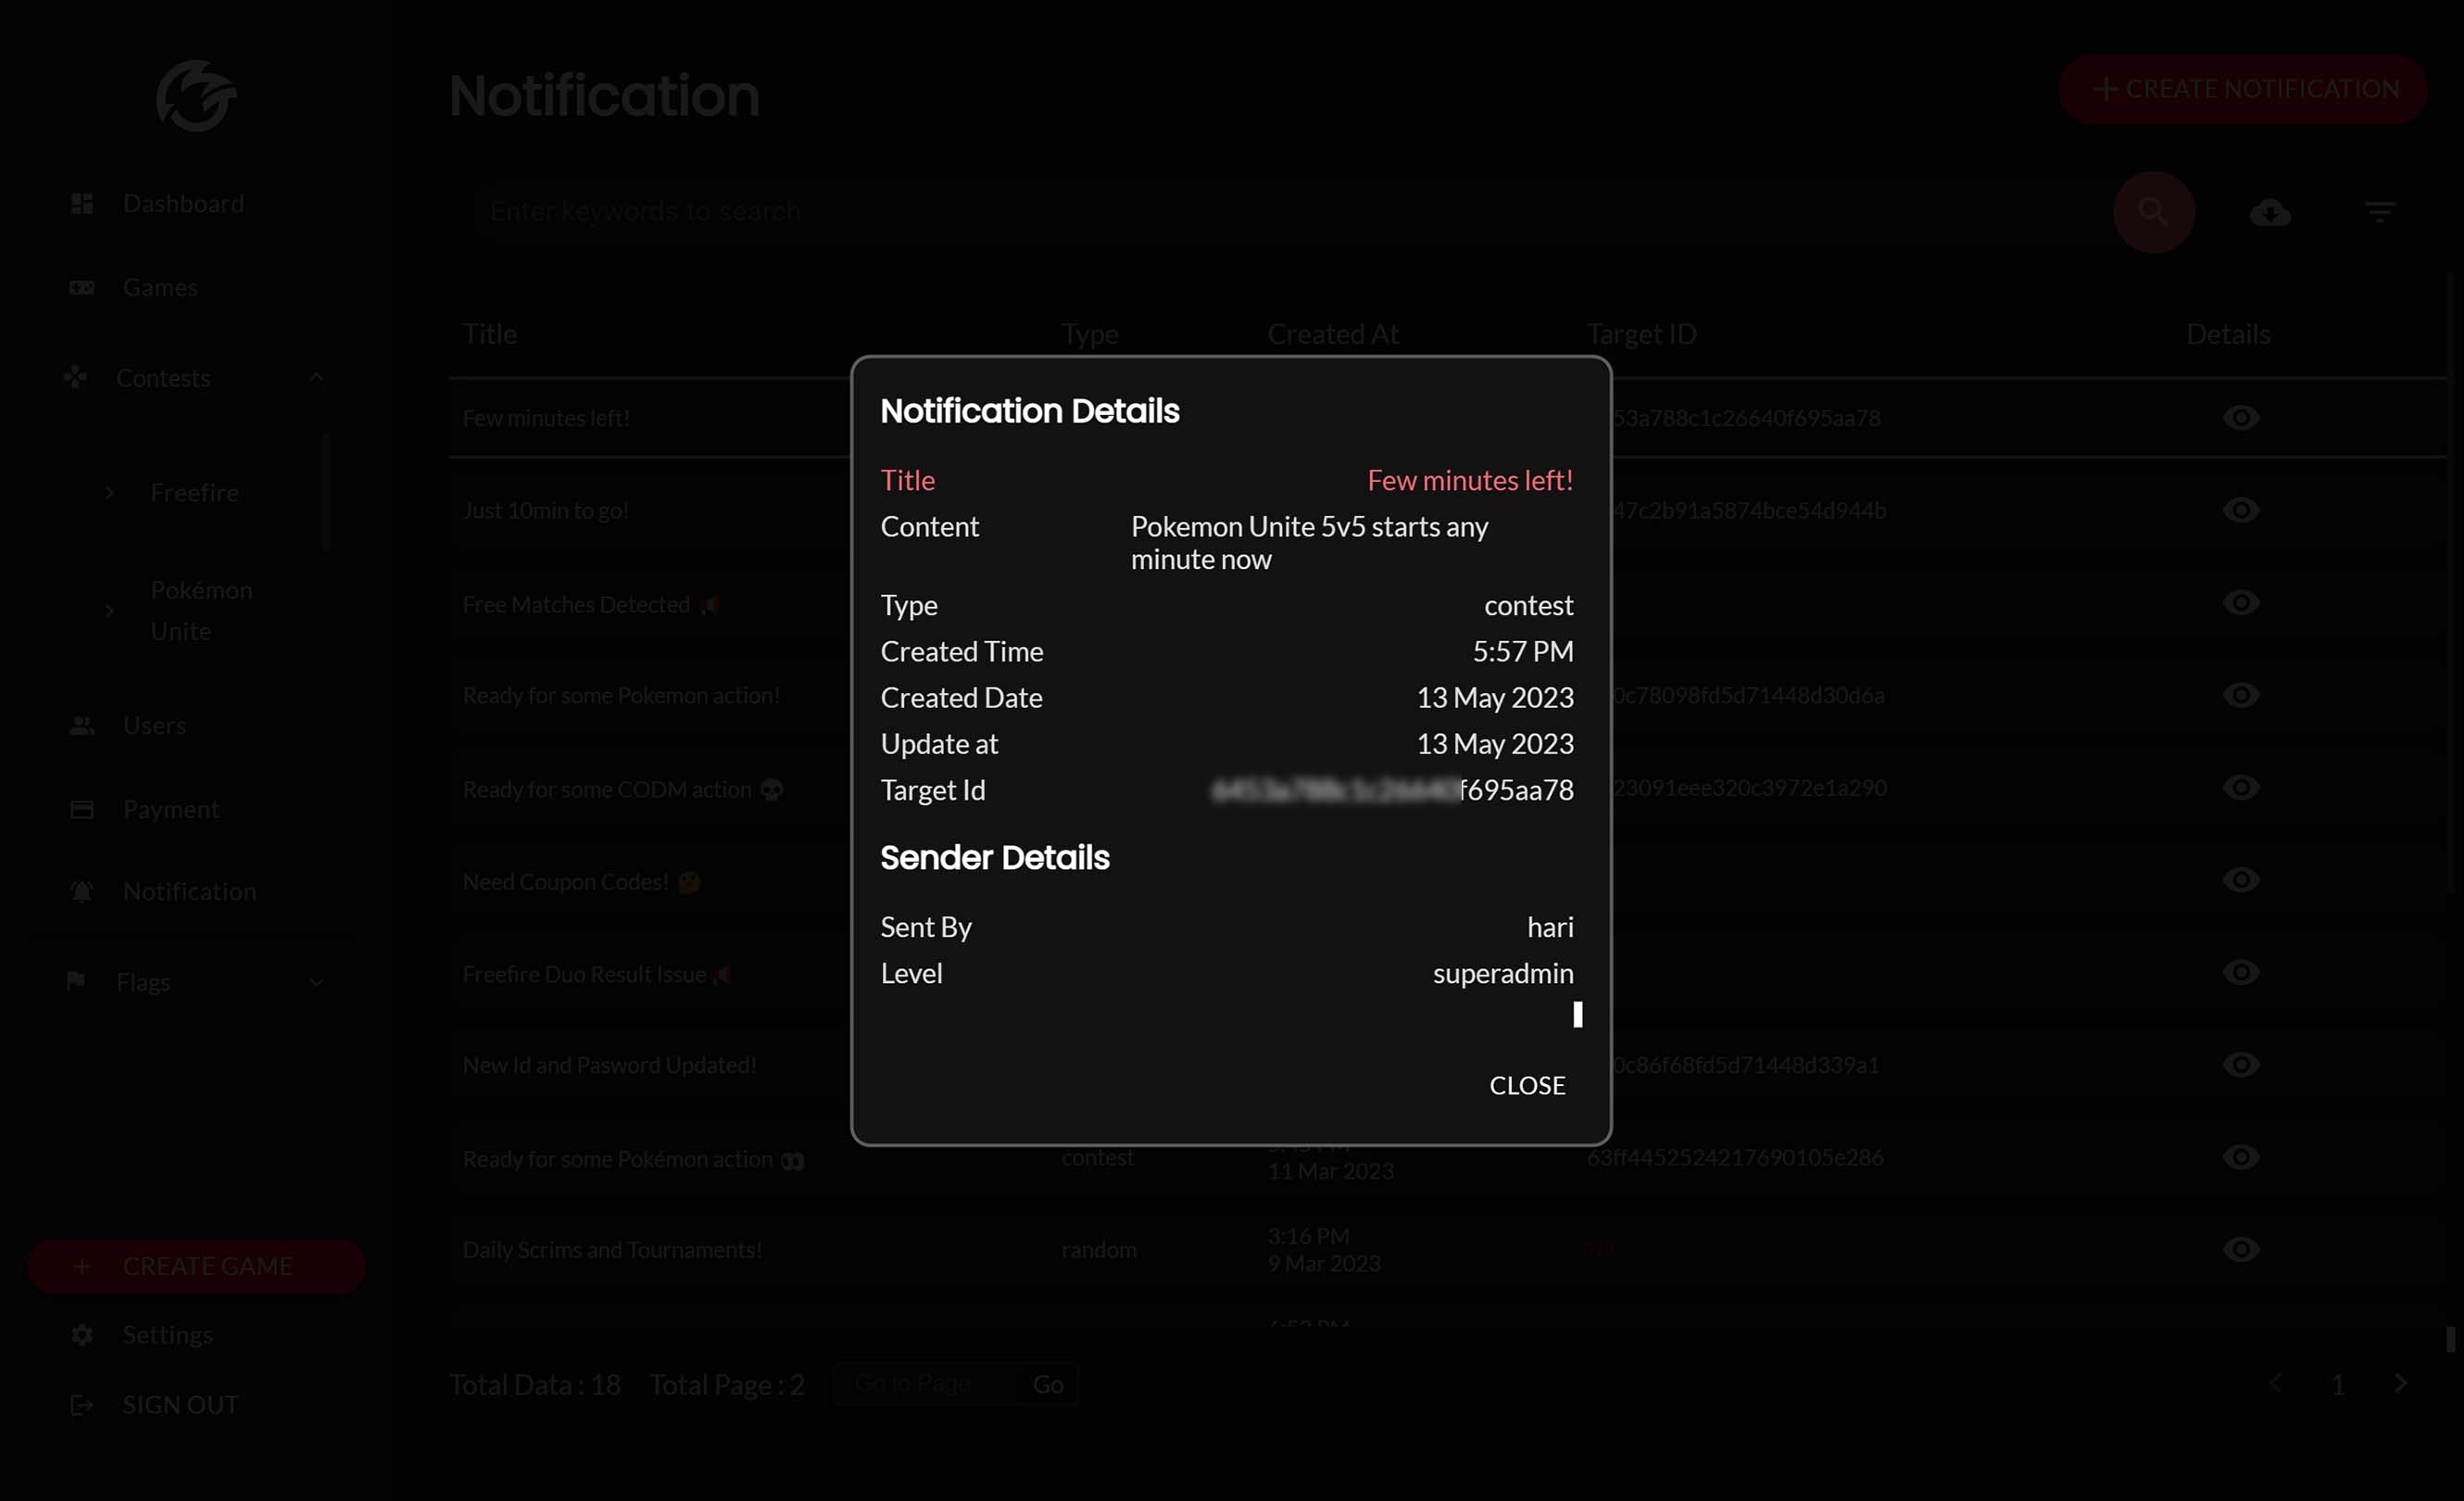 Notification
CREATE NOTIFICATION
Dashboard
Enter keywords to search
Games
Title Type Created At Target ID Details
Contests
Few minutes left! 53a788c1c26640f695aa78
Freefire
Just 10min to go! 47c2b91a5874bce54d944b
Pokémon
Unite
Free Matches Detected
Ready for some Pokemon action! 0c78098fd5d71448d30d6a
Users
Ready for some CODM action 23091eee320c3972e1a290
Payment
Need Coupon Codes!
Notification
Freefire Duo Result Issue
Flags
New Id and Pasword Updated! 0c86f68fd5d71448d339a1
Ready for some Pokémon action contest 11 Mar 2023 63ff4452524217690105e286
Daily Scrims and Tournaments! random 3:16 PM
9 Mar 2023
CREATE GAME
Settings
SIGN OUT
Total Data : 18 Total Page : 2 Go to Page Go 1
Notification Details
Title Few minutes left!
Content Pokemon Unite 5v5 starts any
minute now
Type contest
Created Time 5:57 PM
Created Date 13 May 2023
Update at 13 May 2023
Target Id f695aa78
Sender Details
Sent By hari
Level superadmin
CLOSE